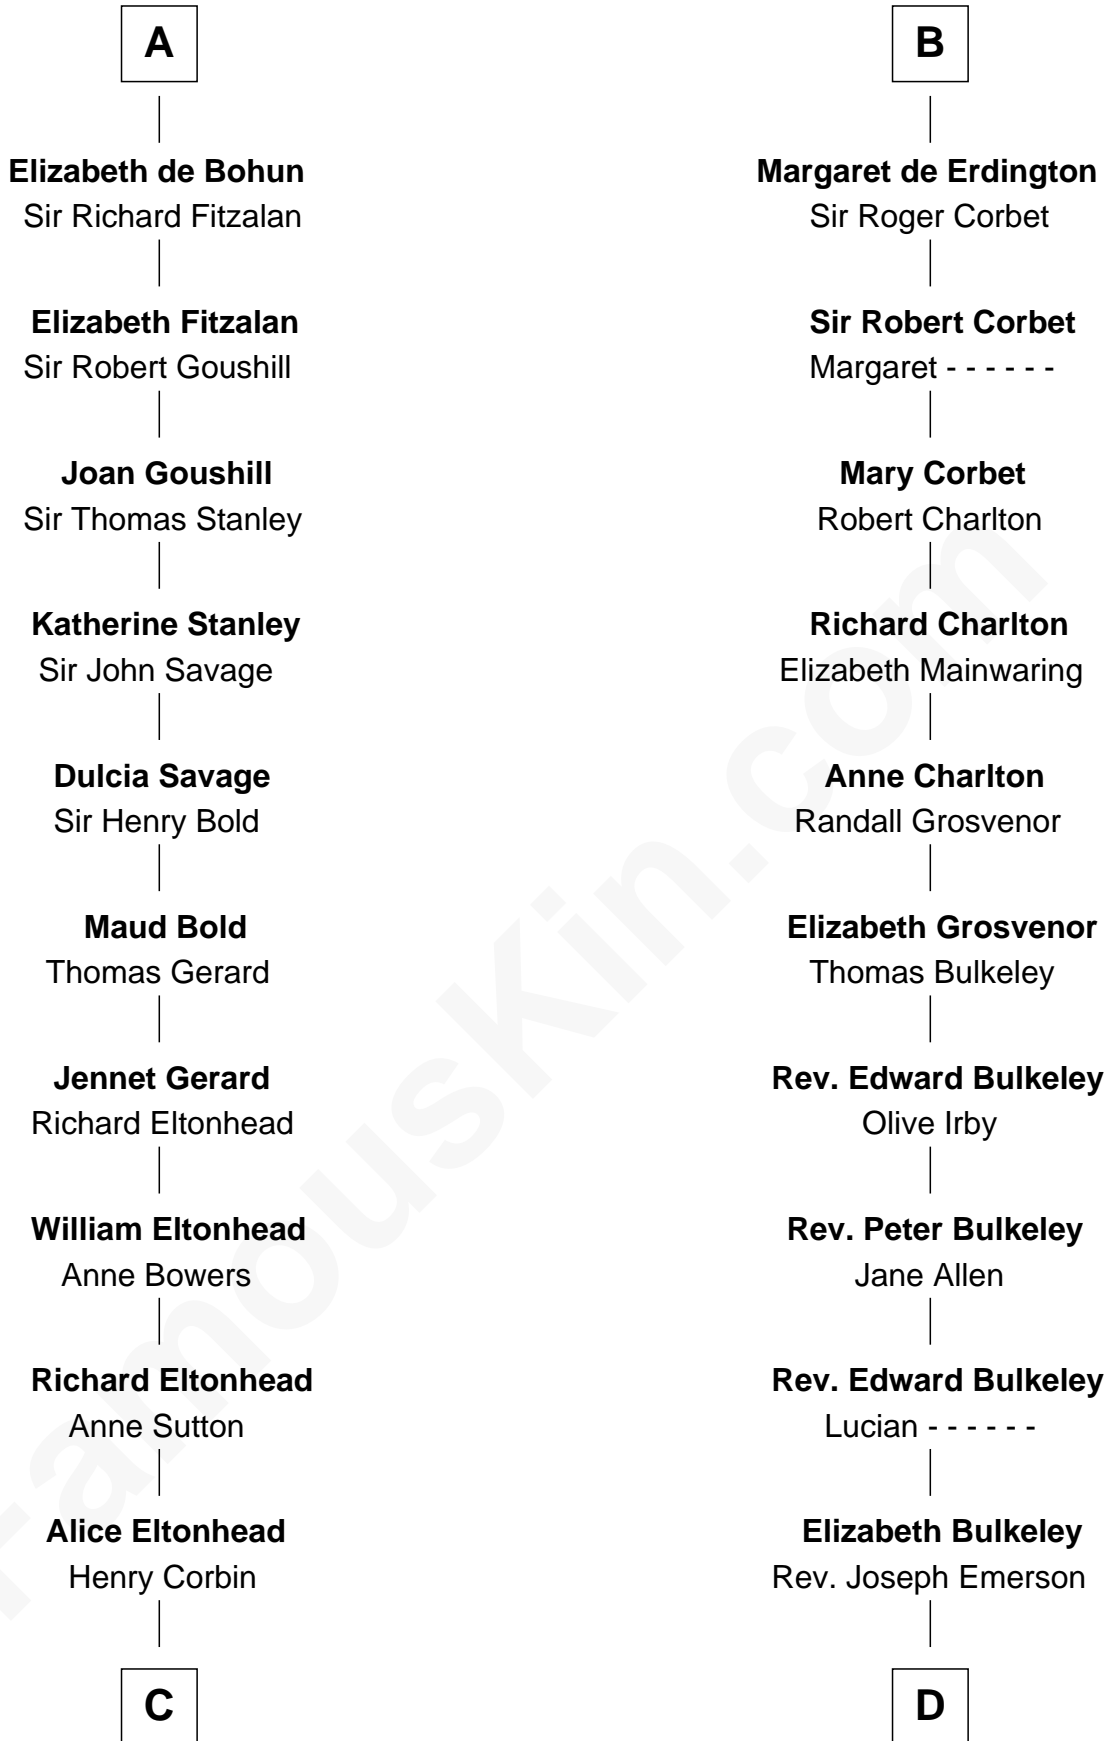 A
Elizabeth de Bohun
Sir Richard Fitzalan
Elizabeth Fitzalan
Sir Robert Goushill
Joan Goushill
Sir Thomas Stanley
Katherine Stanley
Sir John Savage
Dulcia Savage
Sir Henry Bold
Maud Bold
Thomas Gerard
Jennet Gerard
Richard Eltonhead
William Eltonhead
Anne Bowers
Richard Eltonhead
Anne Sutton
Alice Eltonhead
Henry Corbin
C
B
Margaret de Erdington
Sir Roger Corbet
Sir Robert Corbet
Margaret - - - - - -
Mary Corbet
Robert Charlton
Richard Charlton
Elizabeth Mainwaring
Anne Charlton
Randall Grosvenor
Elizabeth Grosvenor
Thomas Bulkeley
Rev. Edward Bulkeley
Olive Irby
Rev. Peter Bulkeley
Jane Allen
Rev. Edward Bulkeley
Lucian - - - - - -
Elizabeth Bulkeley
Rev. Joseph Emerson
D
FamousKin.com